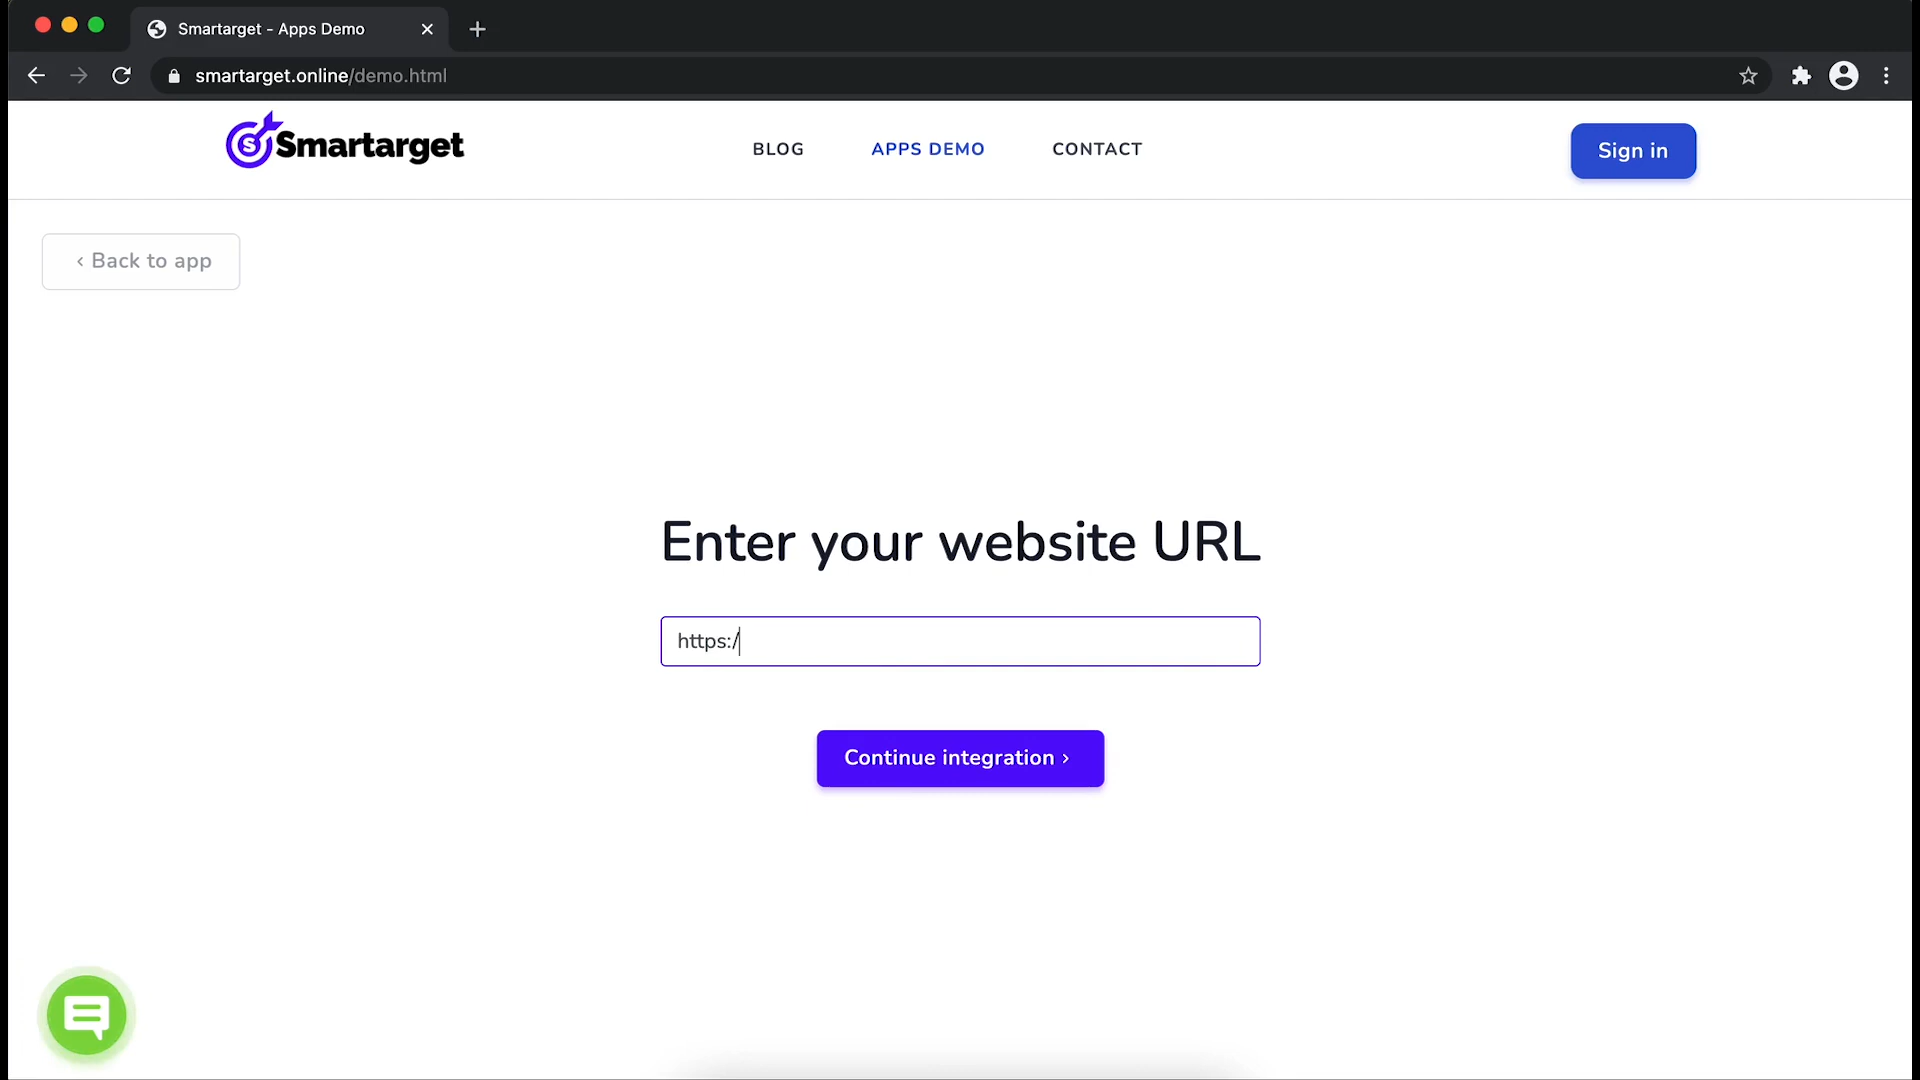 Smartarget - Apps Demo
smartarget.online/demo.html
Smartarget
BLOG
APPS DEMO
CONTACT
Sign in
‹ Back to app
Enter your website URL
https:/
Continue integration ›